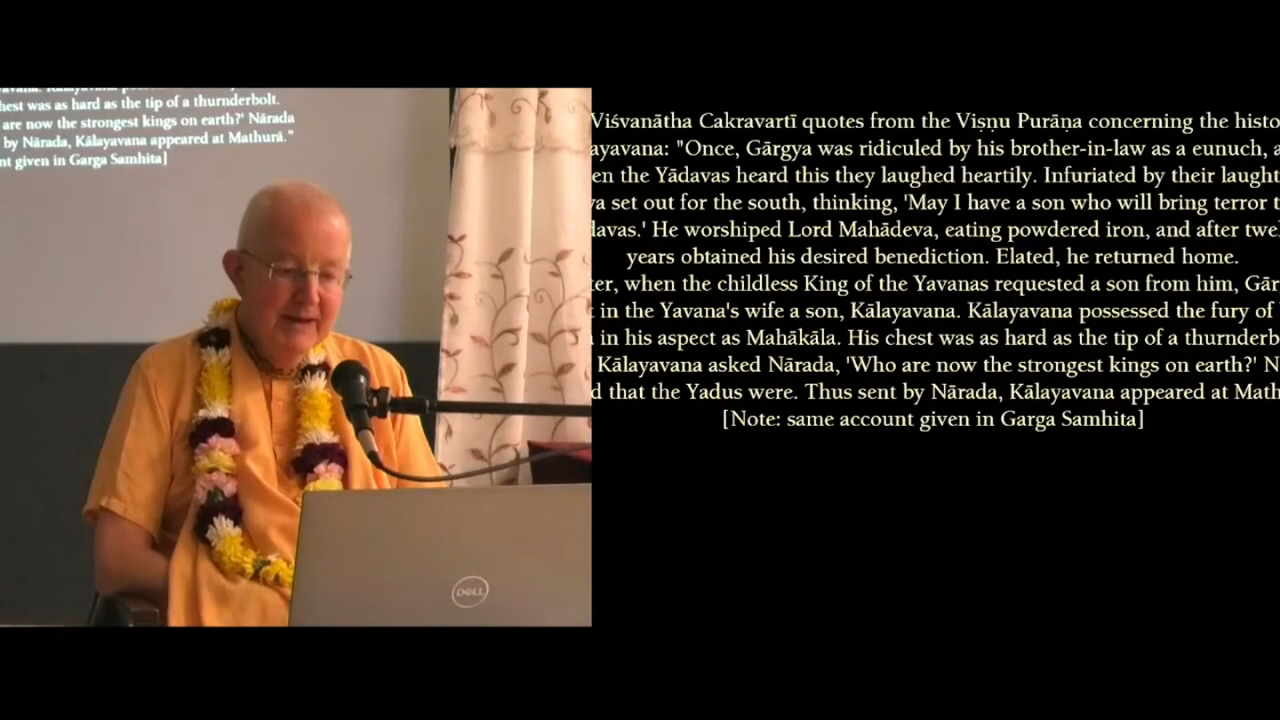 hest was as hard as the tip of a thurnderbolt.
are now the strongest kings on earth?' Nārada
by Nārada, Kālayavana appeared at Mathurā."
nt given in Garga Samhita]
DELL
Viśvanātha Cakravartī quotes from the Viṣṇu Purāṇa concerning the histo
ayavana: "Once, Gārgya was ridiculed by his brother-in-law as a eunuch, a
en the Yādavas heard this they laughed heartily. Infuriated by their laught
ya set out for the south, thinking, 'May I have a son who will bring terror t
davas.' He worshiped Lord Mahādeva, eating powdered iron, and after twe
years obtained his desired benediction. Elated, he returned home.
ter, when the childless King of the Yavanas requested a son from him, Gār
t in the Yavana's wife a son, Kālayavana. Kālayavana possessed the fury of
in his aspect as Mahākāla. His chest was as hard as the tip of a thurnderb
Kālayavana asked Nārada, 'Who are now the strongest kings on earth?' N
d that the Yadus were. Thus sent by Nārada, Kālayavana appeared at Math
[Note: same account given in Garga Samhita]